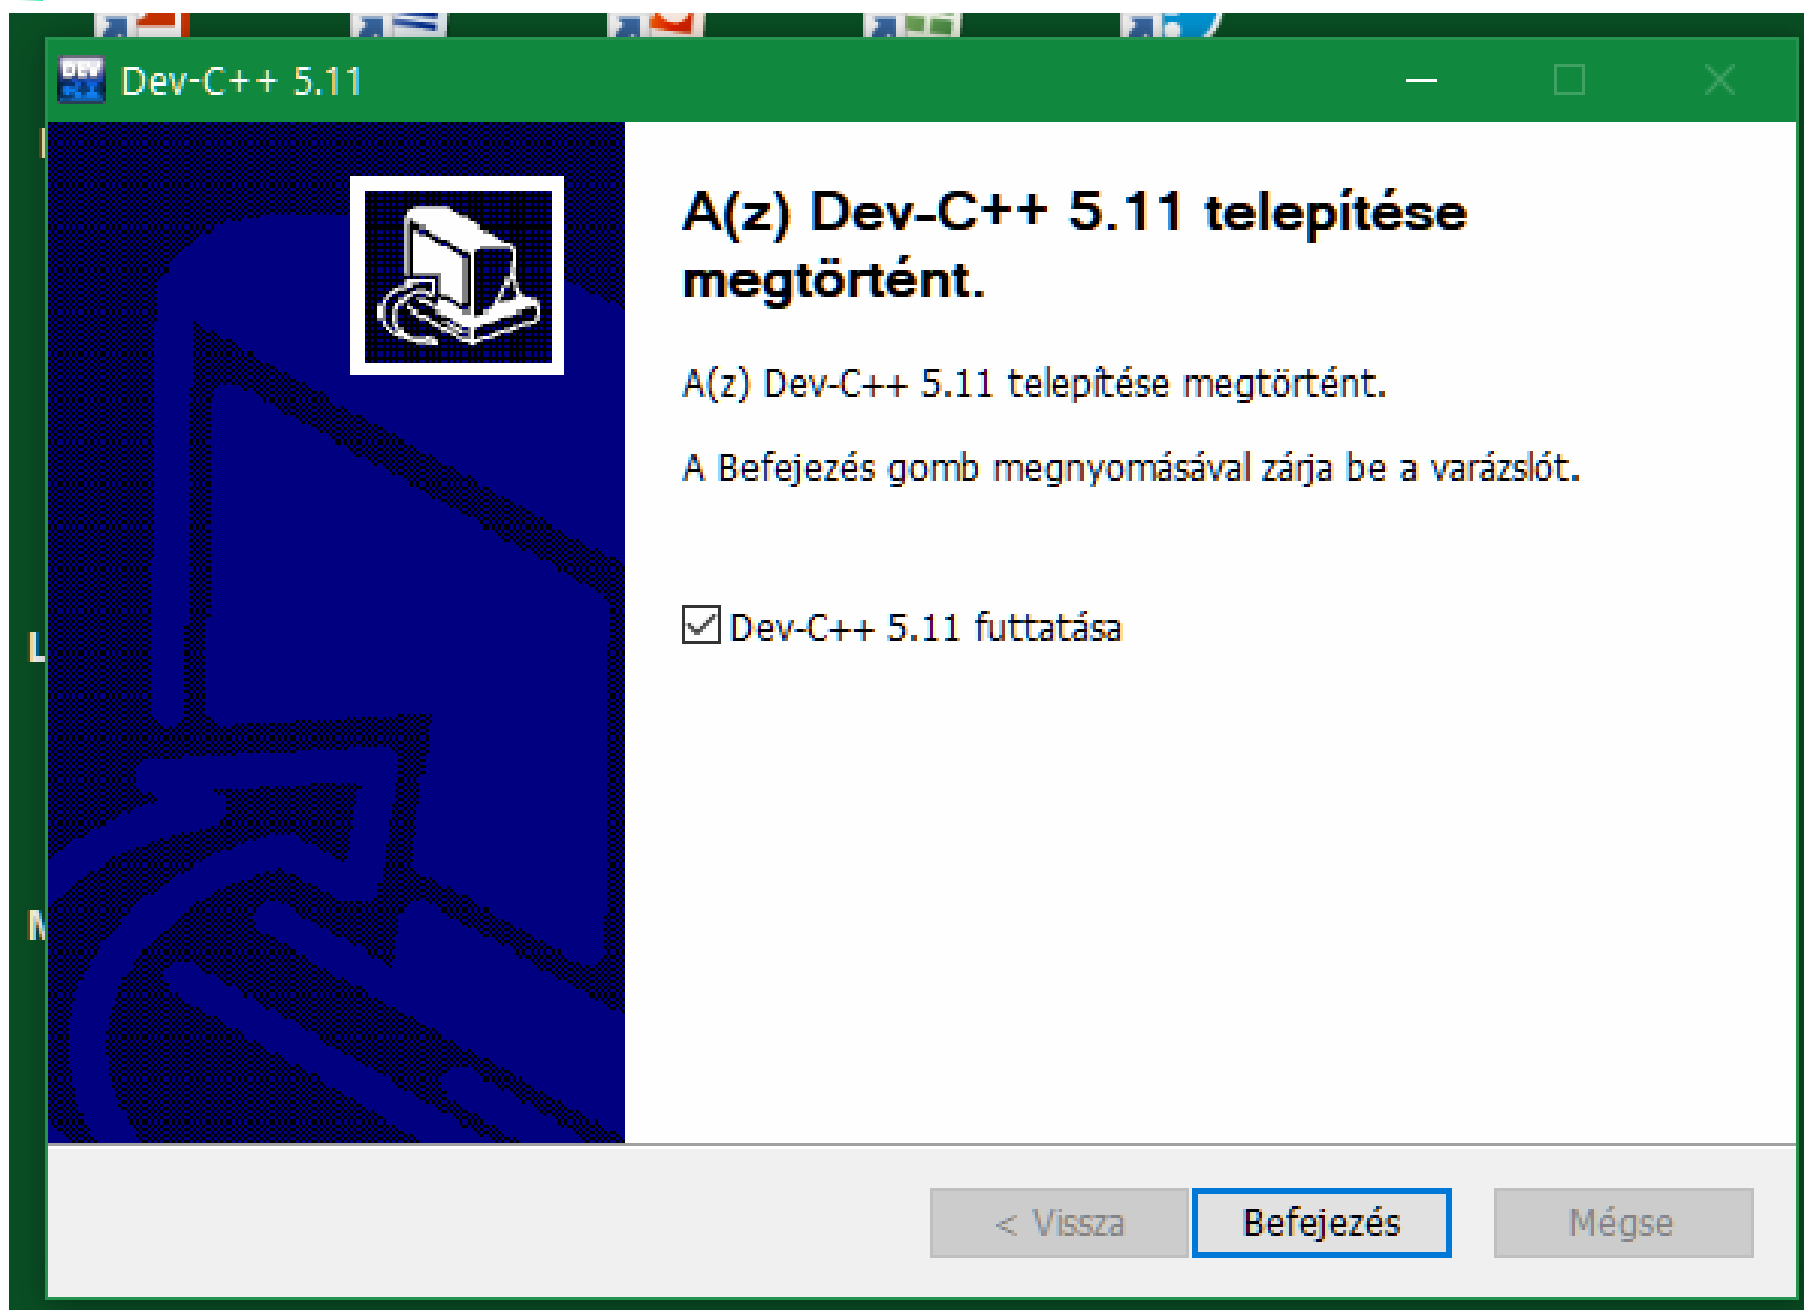 Dev-C++ 5.11
A(z) Dev-C++ 5.11 telepítése
megtörtént.
A(z) Dev-C++ 5.11 telepítése megtörtént.
A Befejezés gomb megnyomásával zárja be a varázslót.
Dev-C++ 5.11 futtatása
< Vissza
Befejezés
Mégse